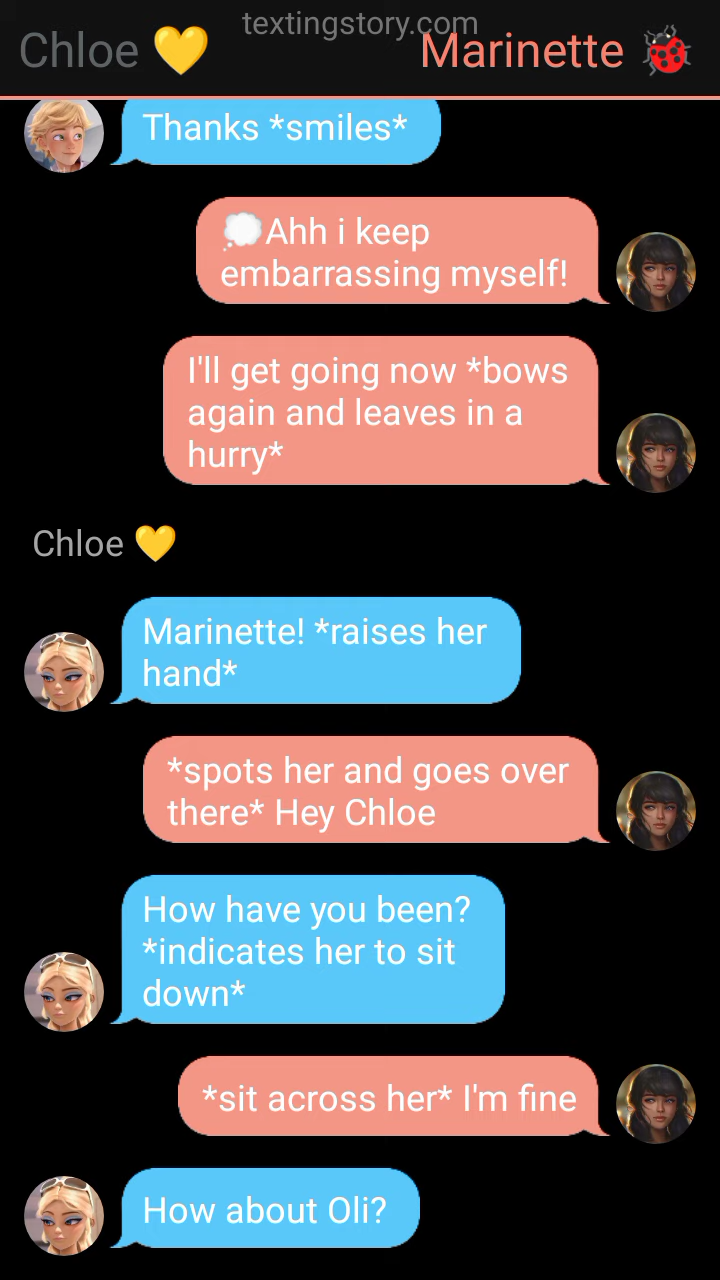 textingstory.com
Chloe 💛 Marinette 🐞
Thanks *smiles*
💭Ahh i keep
embarrassing myself!
I'll get going now *bows
again and leaves in a
hurry*
Chloe 💛
Marinette! *raises her
hand*
*spots her and goes over
there* Hey Chloe
How have you been?
*indicates her to sit
down*
*sit across her* I'm fine
How about Oli?